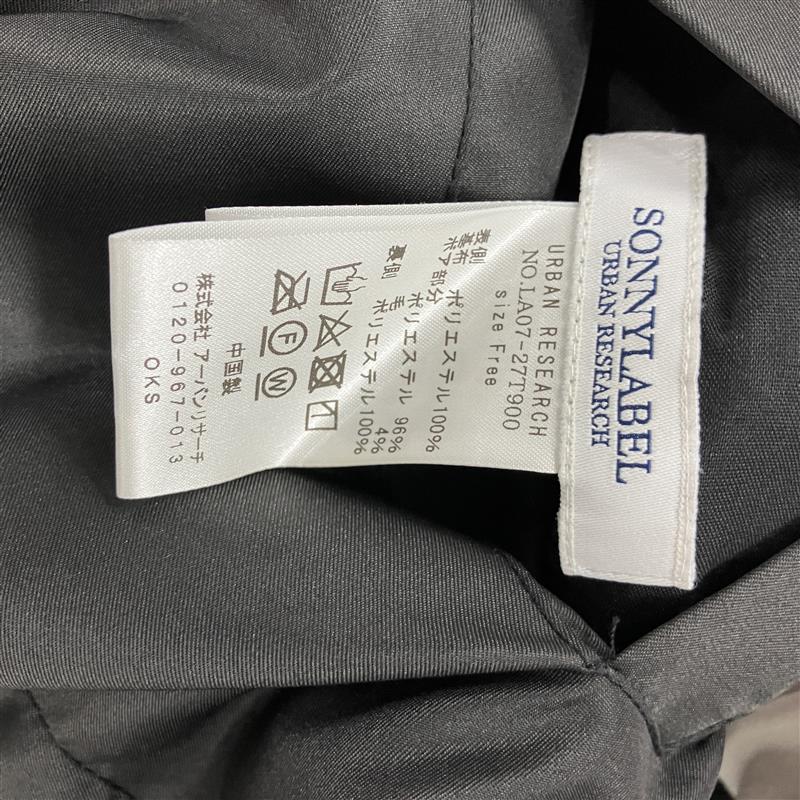 SONNYLABEL
URBAN RESEARCH
URBAN RESEARCH
NO.LA07-27T900
size Free
表側
基布 ポリエステル100%
ボア部分 ポリエステル 96%
毛 4%
裏側 ポリエステル100%
F
W
中国製
株式会社 アーバンリサーチ
0120-967-013
OKS